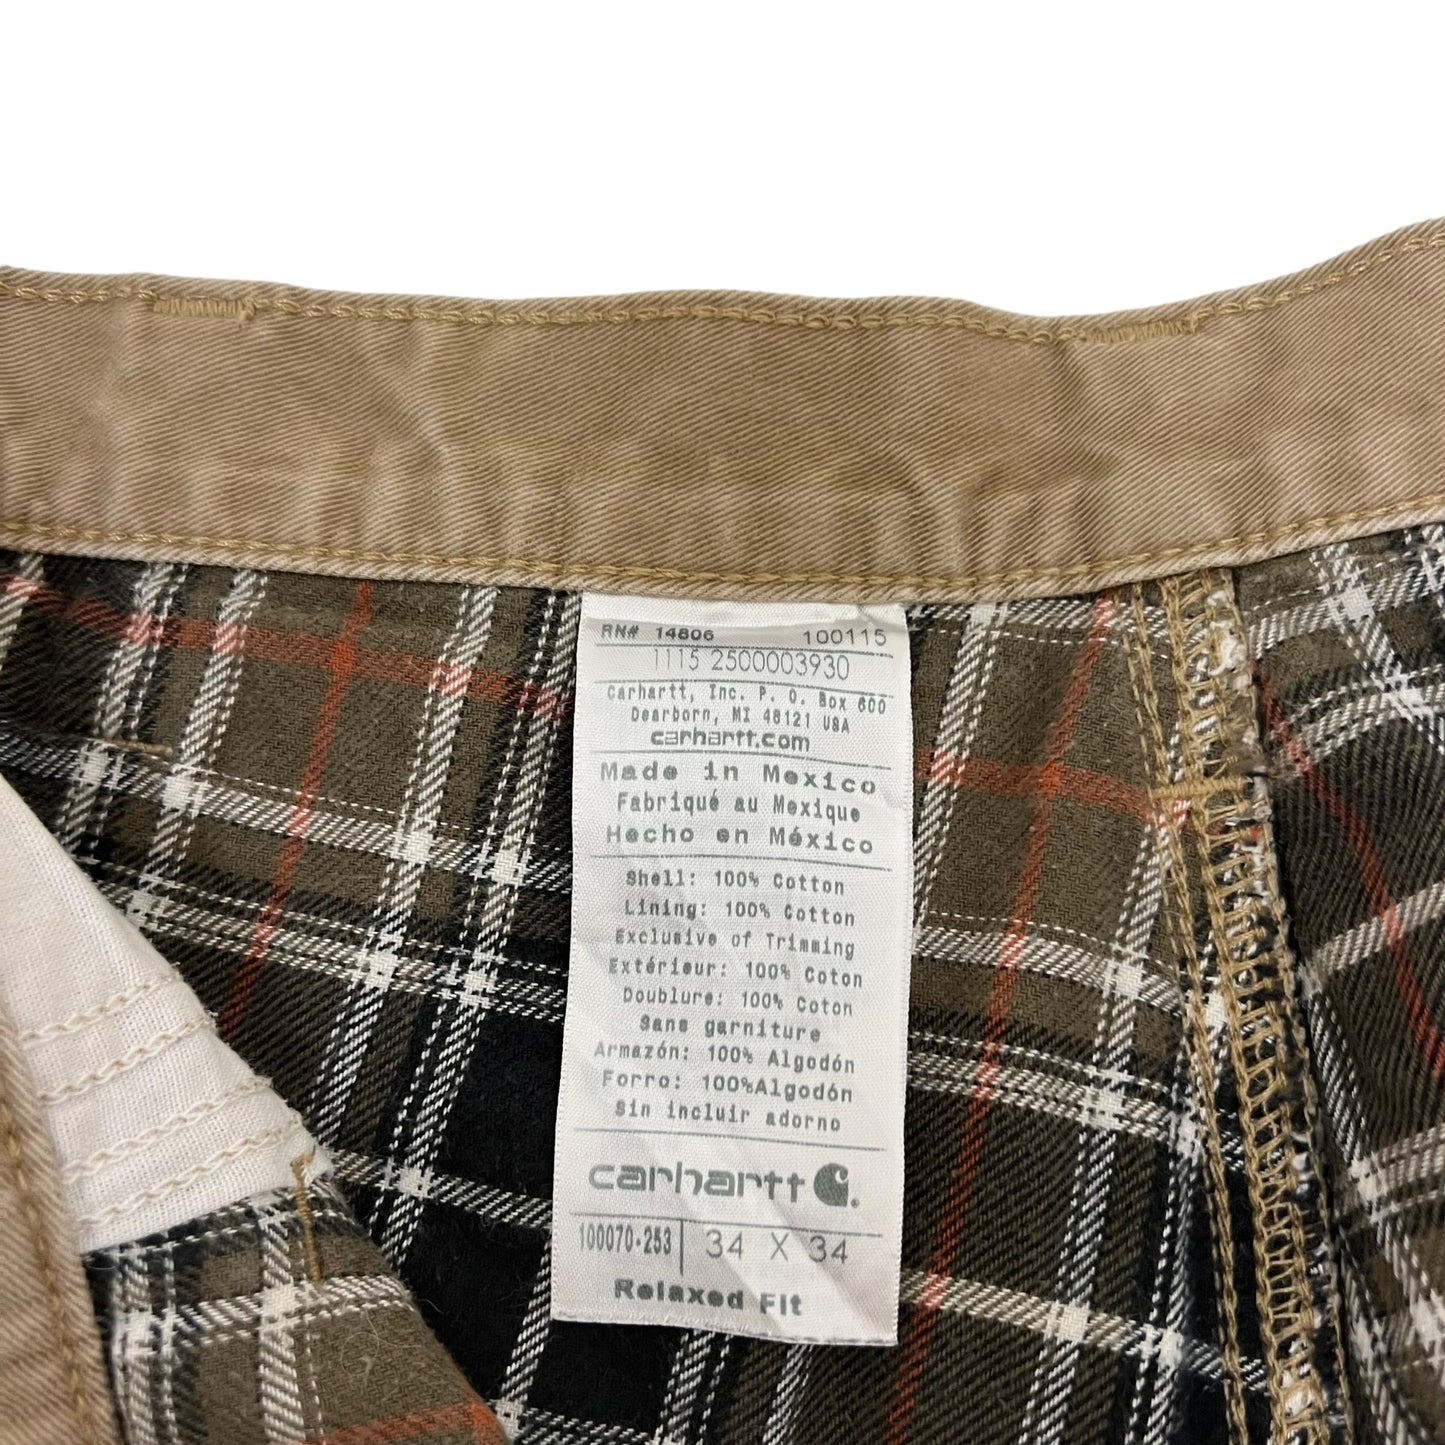 RN# 14806 100115
1115 2500003930
Carhartt, Inc. P. O. Box 600
Dearborn, MI 48121 USA
carhartt.com
Made in Mexico
Fabriqué au Mexique
Hecho en México
Shell: 100% Cotton
Lining: 100% Cotton
Exclusive of Trimming
Extérieur: 100% Coton
Doublure: 100% Coton
Sans garniture
Armazón: 100% Algodón
Forro: 100%Algodón
Sin incluir adorno
carhartt
100070-253 34 X 34
Relaxed Fit